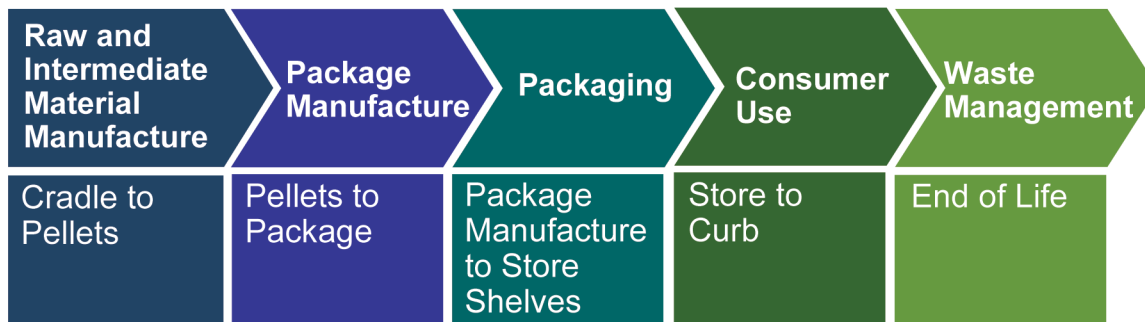 Raw and
Intermediate
Material
Manufacture
Package
Manufacture
Packaging
Consumer
Use
Waste
Management
Cradle to
Pellets
Pellets to
Package
Package
Manufacture
to Store
Shelves
Store to
Curb
End of Life